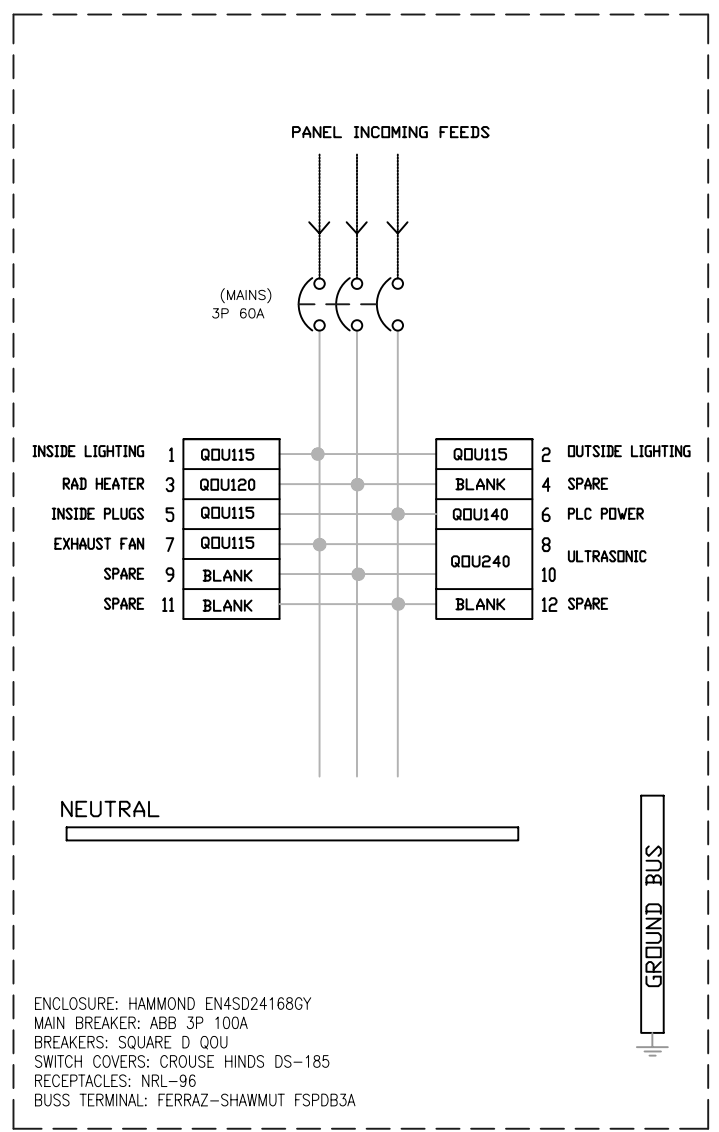 PANEL INCOMING FEEDS
(MAINS)
3P 60A
INSIDE LIGHTING 1 QOU115 QOU115 2 OUTSIDE LIGHTING
RAD HEATER 3 QOU120 BLANK 4 SPARE
INSIDE PLUGS 5 QOU115 QOU140 6 PLC POWER
EXHAUST FAN 7 QOU115 8
QOU240 ULTRASONIC
SPARE 9 BLANK 10
SPARE 11 BLANK BLANK 12 SPARE
NEUTRAL
GROUND BUS
ENCLOSURE: HAMMOND EN4SD24168GY
MAIN BREAKER: ABB 3P 100A
BREAKERS: SQUARE D QOU
SWITCH COVERS: CROUSE HINDS DS-185
RECEPTACLES: NRL-96
BUSS TERMINAL: FERRAZ-SHAWMUT FSPDB3A